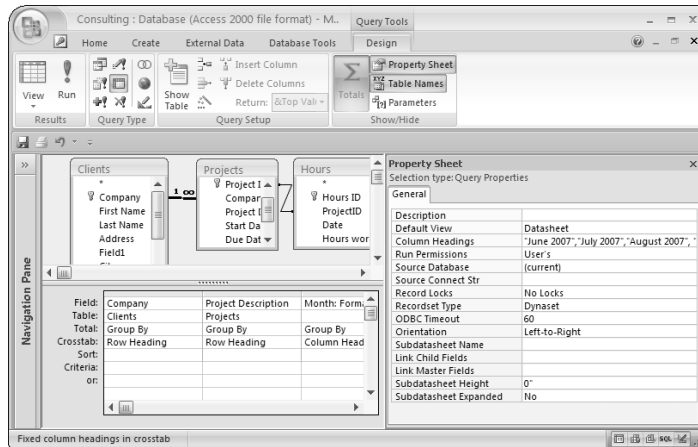 Consulting : Database (Access 2000 file format) - M..
Query Tools
Home Create External Data Database Tools Design
View
Run
Results
Query Type
Show Table
Insert Column
Delete Columns
Return: &Top Valu
Query Setup
Totals
Property Sheet
Table Names
Parameters
Show/Hide
Navigation Pane
Clients
*
Company
First Name
Last Name
Address
Field1
1 ∞
Projects
Project I
Compar
Project D
Start Da
Due Dat
Hours
*
Hours ID
ProjectID
Date
Hours wor
Field: Company Project Description Month: Forma
Table: Clients Projects
Total: Group By Group By Group By
Crosstab: Row Heading Row Heading Column Head
Sort:
Criteria:
or:
Property Sheet
Selection type: Query Properties
General
Description
Default View Datasheet
Column Headings "June 2007","July 2007","August 2007", "
Run Permissions User's
Source Database (current)
Source Connect Str
Record Locks No Locks
Recordset Type Dynaset
ODBC Timeout 60
Orientation Left-to-Right
Subdatasheet Name
Link Child Fields
Link Master Fields
Subdatasheet Height 0"
Subdatasheet Expanded No
Fixed column headings in crosstab
SQL